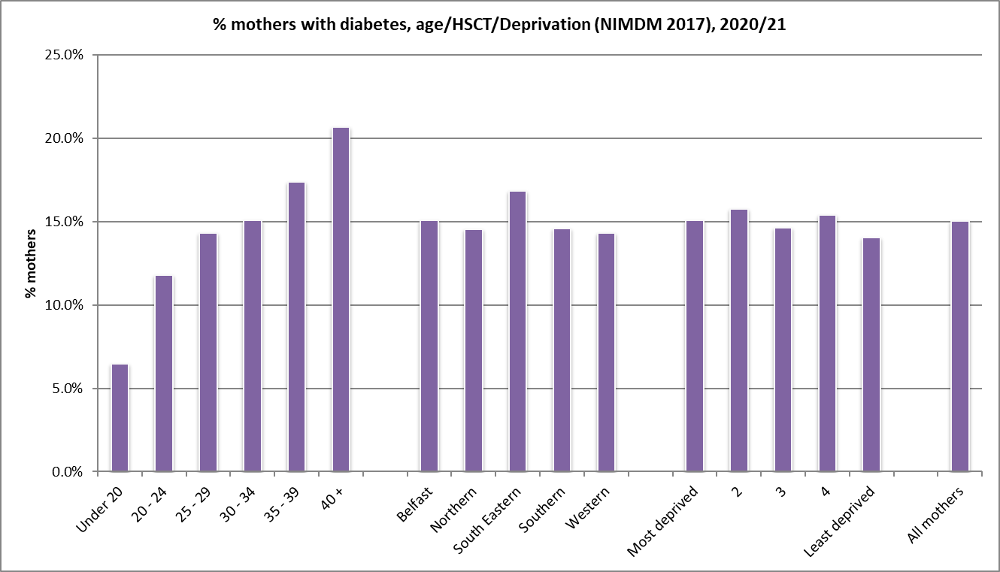 % mothers with diabetes, age/HSCT/Deprivation (NIMDM 2017), 2020/21
25.0%
20.0%
15.0%
10.0%
5.0%
0.0%
% mothers
Under 20
20 - 24
25 - 29
30 - 34
35 - 39
40 +
Belfast
Northern
South Eastern
Southern
Western
Most deprived
2
3
4
Least deprived
All mothers